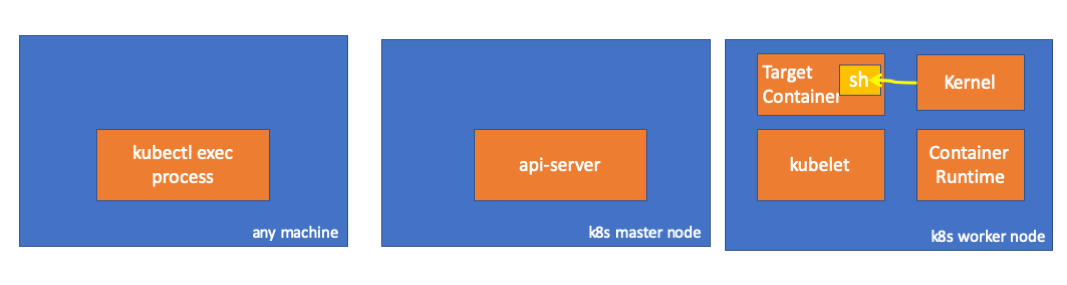 kubectl exec
process
any machine
api-server
k8s master node
Target
Container
sh
Kernel
kubelet
Container
Runtime
k8s worker node